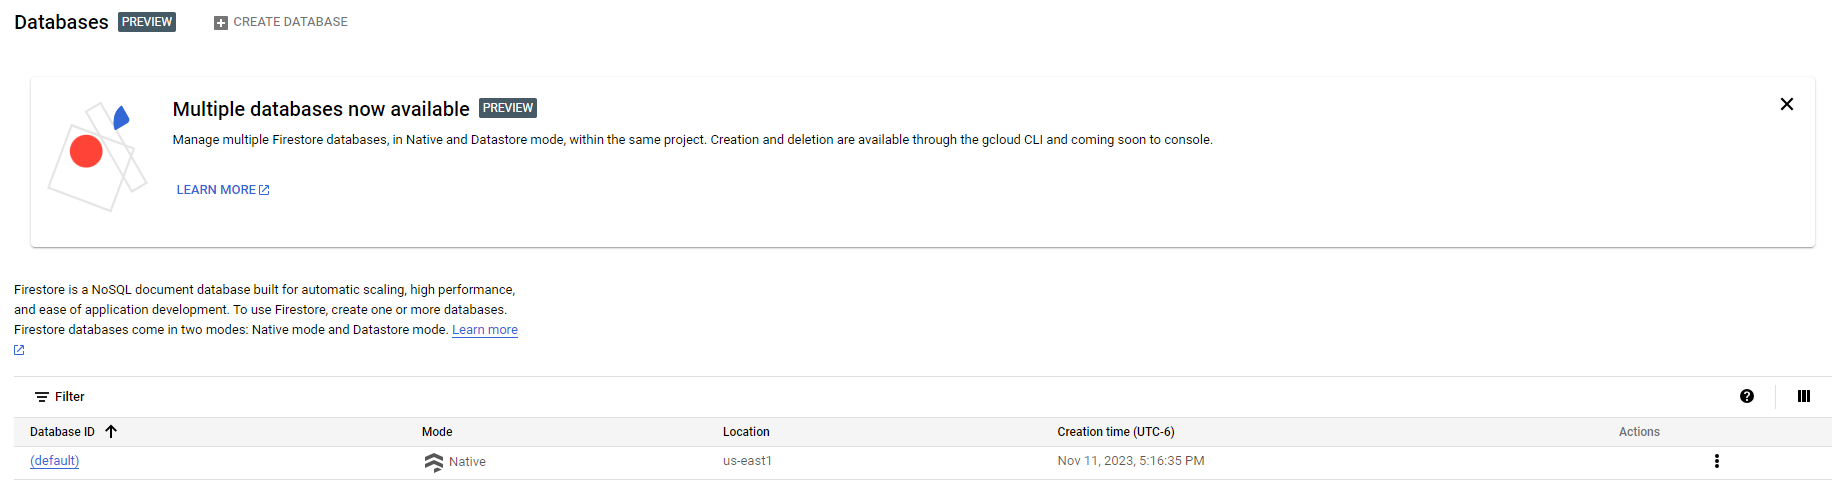 Databases PREVIEW CREATE DATABASE
Multiple databases now available PREVIEW
Manage multiple Firestore databases, in Native and Datastore mode, within the same project. Creation and deletion are available through the gcloud CLI and coming soon to console.
LEARN MORE
Firestore is a NoSQL document database built for automatic scaling, high performance,
and ease of application development. To use Firestore, create one or more databases.
Firestore databases come in two modes: Native mode and Datastore mode. Learn more
Filter
Database ID Mode Location Creation time (UTC-6) Actions
(default) Native us-east1 Nov 11, 2023, 5:16:35 PM